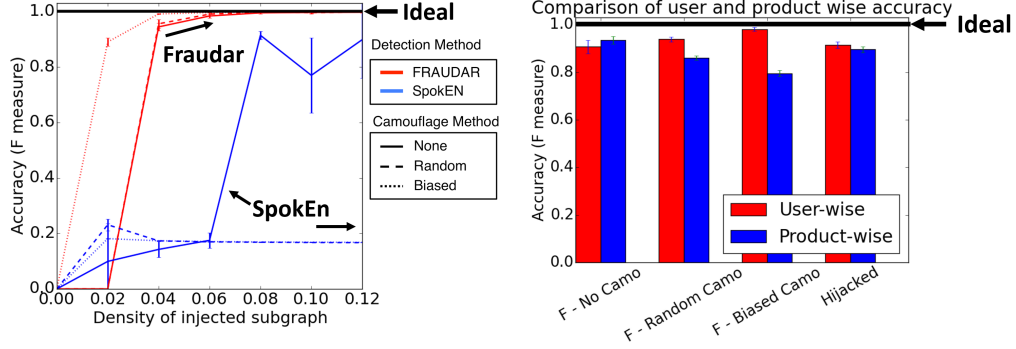 1.0
0.8
0.6
0.4
0.2
0.0
Accuracy (F measure)
0.00 0.02 0.04 0.06 0.08 0.10 0.12
Density of injected subgraph
Ideal
Fraudar
SpokEn
Detection Method
FRAUDAR
SpokEN
Camouflage Method
None
Random
Biased
Comparison of user and product wise accuracy
1.0
0.8
0.6
0.4
0.2
0.0
Accuracy (F measure)
Ideal
User-wise
Product-wise
F - No Camo
F - Random Camo
F - Biased Camo
Hijacked